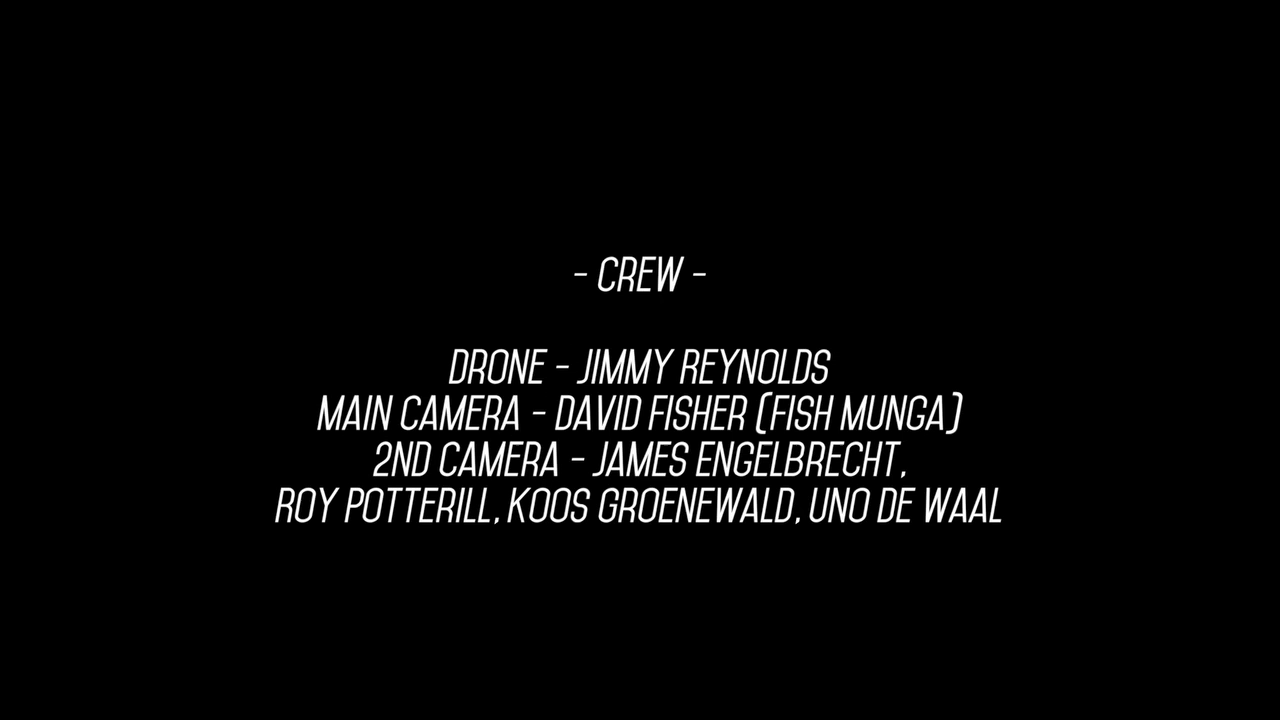 - CREW -
DRONE - JIMMY REYNOLDS
MAIN CAMERA - DAVID FISHER (FISH MUNGA)
2ND CAMERA - JAMES ENGELBRECHT,
ROY POTTERILL, KOOS GROENEWALD, UNO DE WAAL